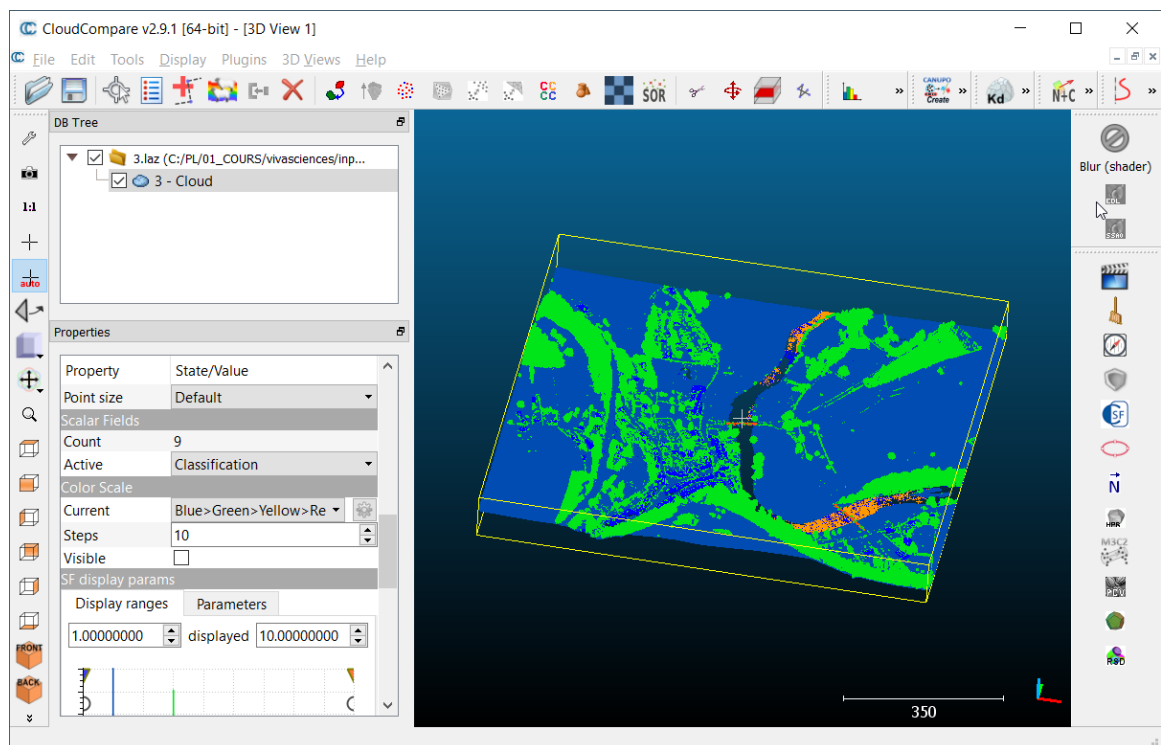 CloudCompare v2.9.1 [64-bit] - [3D View 1]
File Edit Tools Display Plugins 3D Views Help
CC
SOR
CANUPO
Create
Kd
N+C
»
»
»
»
DB Tree
3.laz (C:/PL/01_COURS/vivasciences/inp...
3 - Cloud
1:1
auto
Properties
Property State/Value
Point size Default
Scalar Fields
Count 9
Active Classification
Color Scale
Current Blue>Green>Yellow>Re
Steps 10
Visible
SF display params
Display ranges Parameters
1.00000000 displayed 10.00000000
FRONT
BACK
350
Blur (shader)
EDL
SSAO
SF
N
HPR
M3C2
PCV
RSD